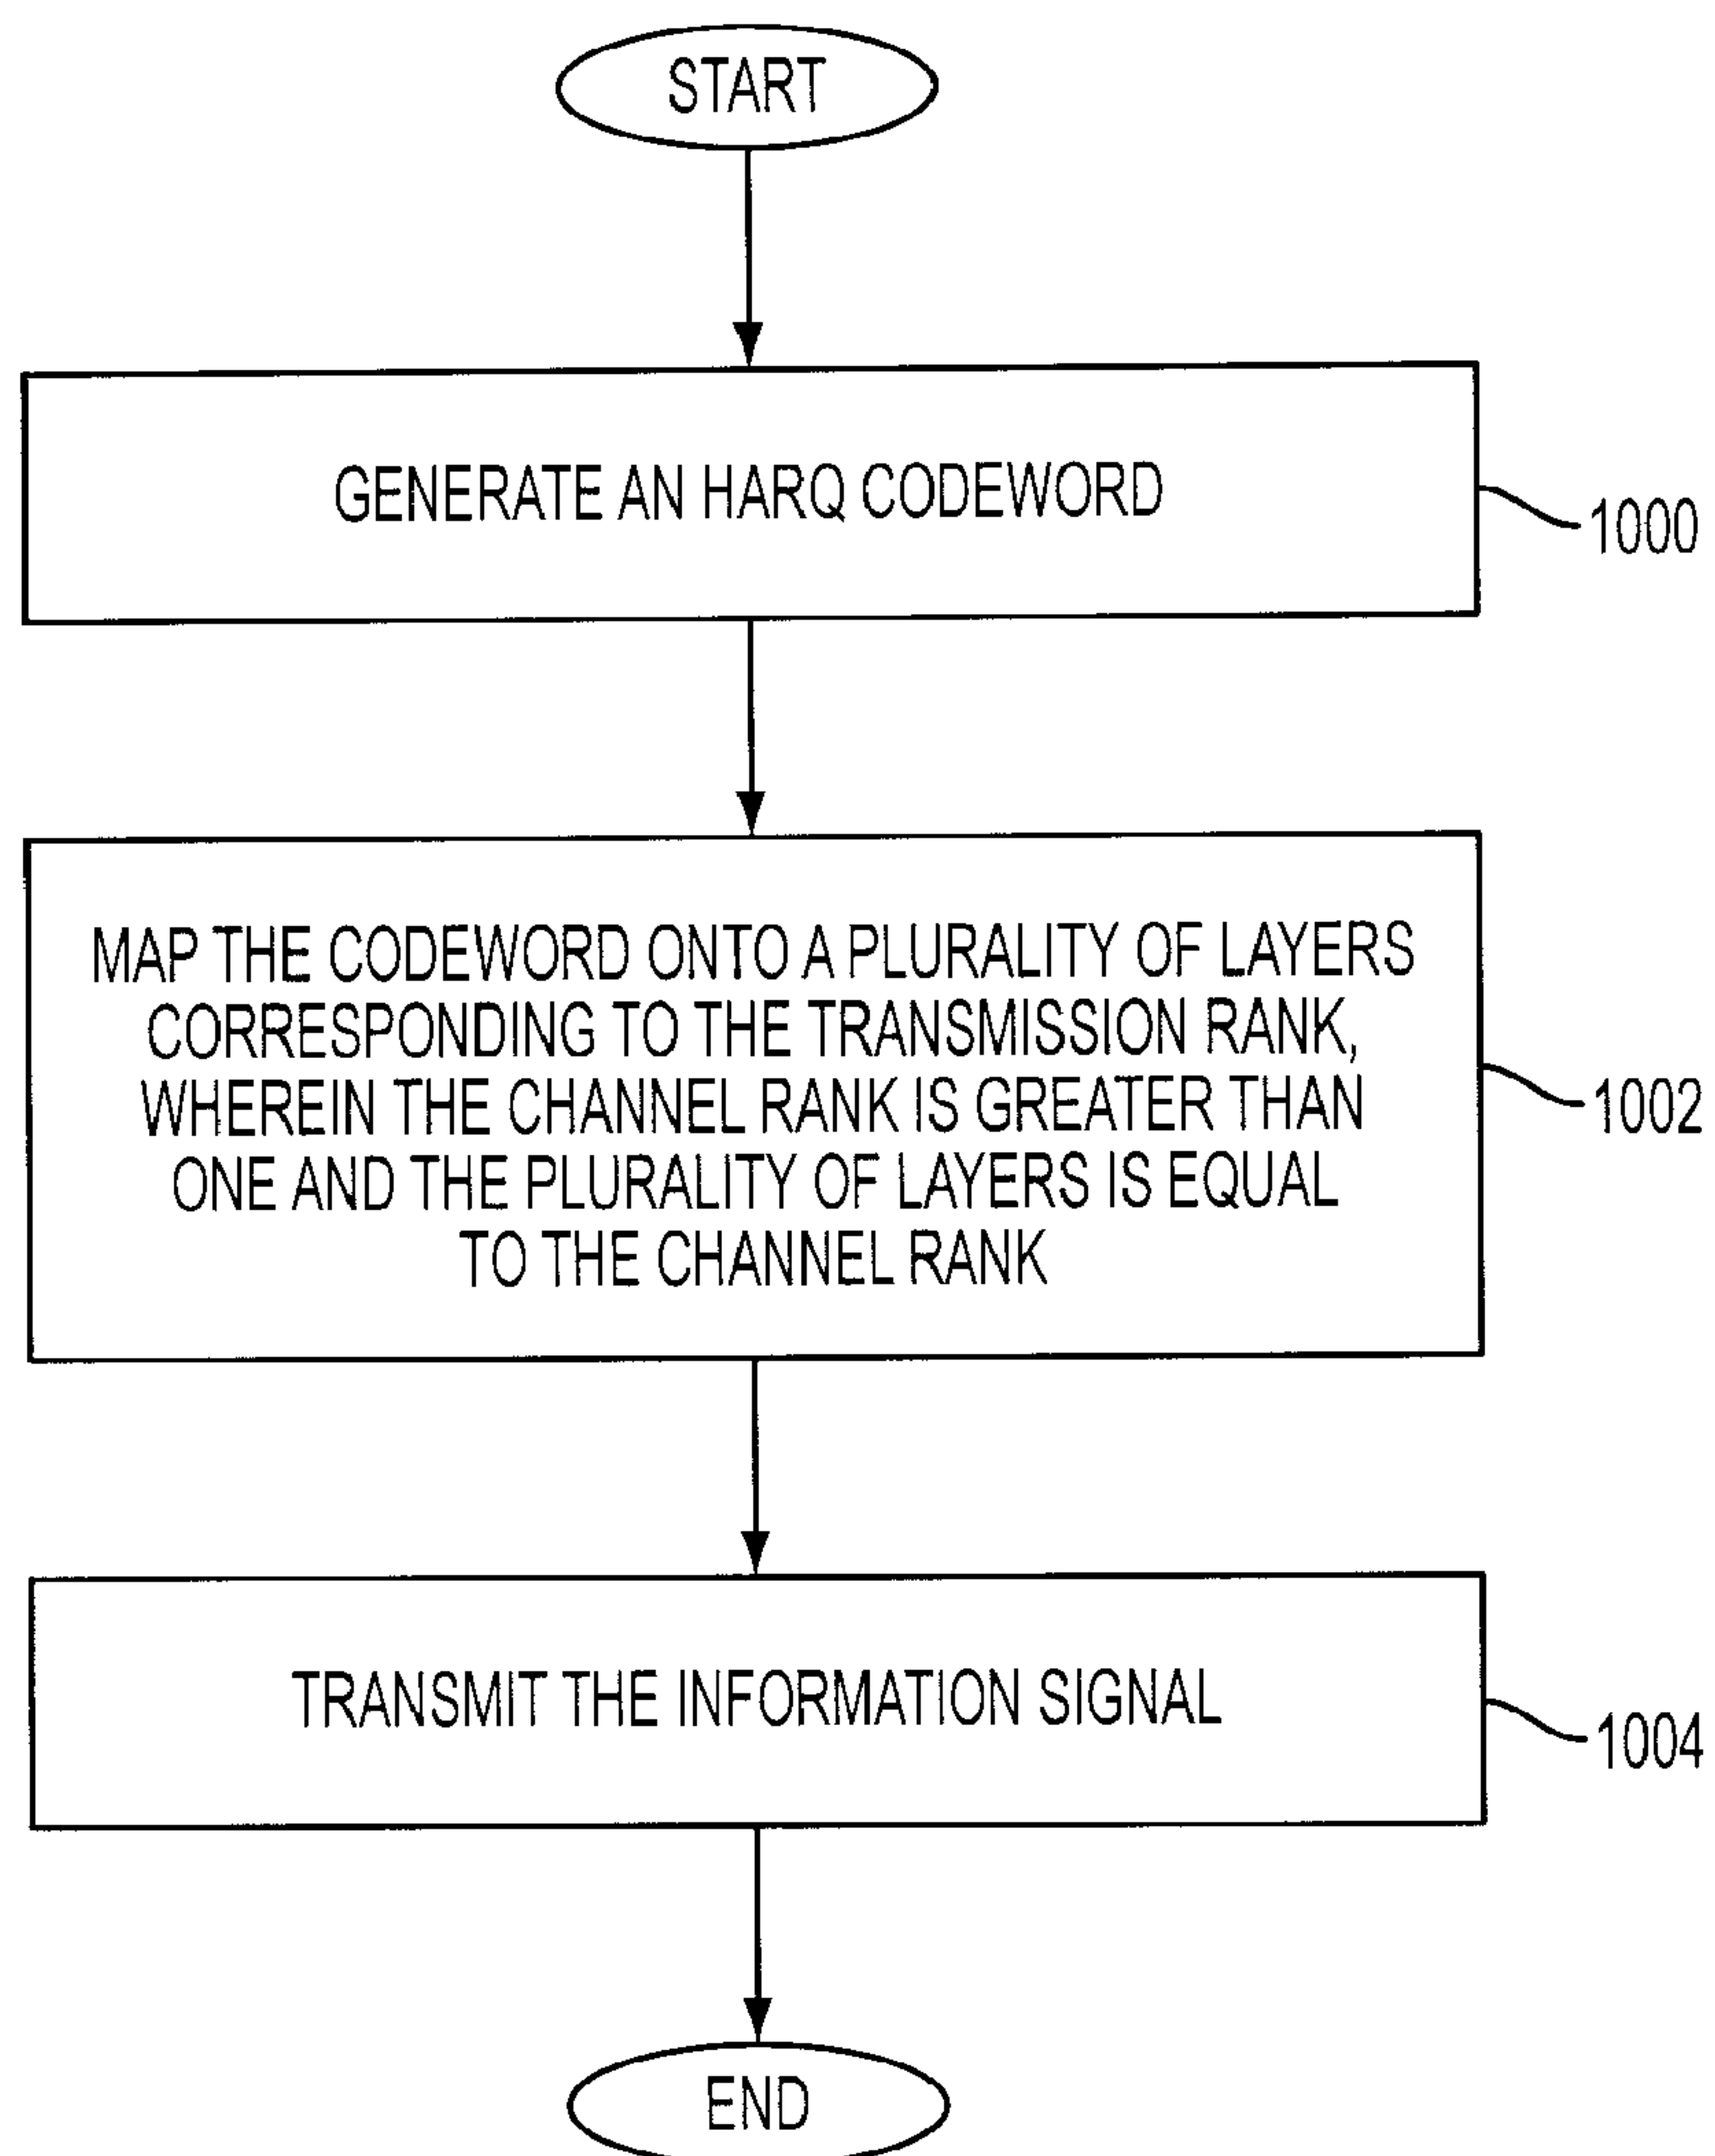 START
GENERATE AN HARQ CODEWORD
1000
MAP THE CODEWORD ONTO A PLURALITY OF LAYERS
CORRESPONDING TO THE TRANSMISSION RANK,
WHEREIN THE CHANNEL RANK IS GREATER THAN
ONE AND THE PLURALITY OF LAYERS IS EQUAL
TO THE CHANNEL RANK
1002
TRANSMIT THE INFORMATION SIGNAL
1004
END